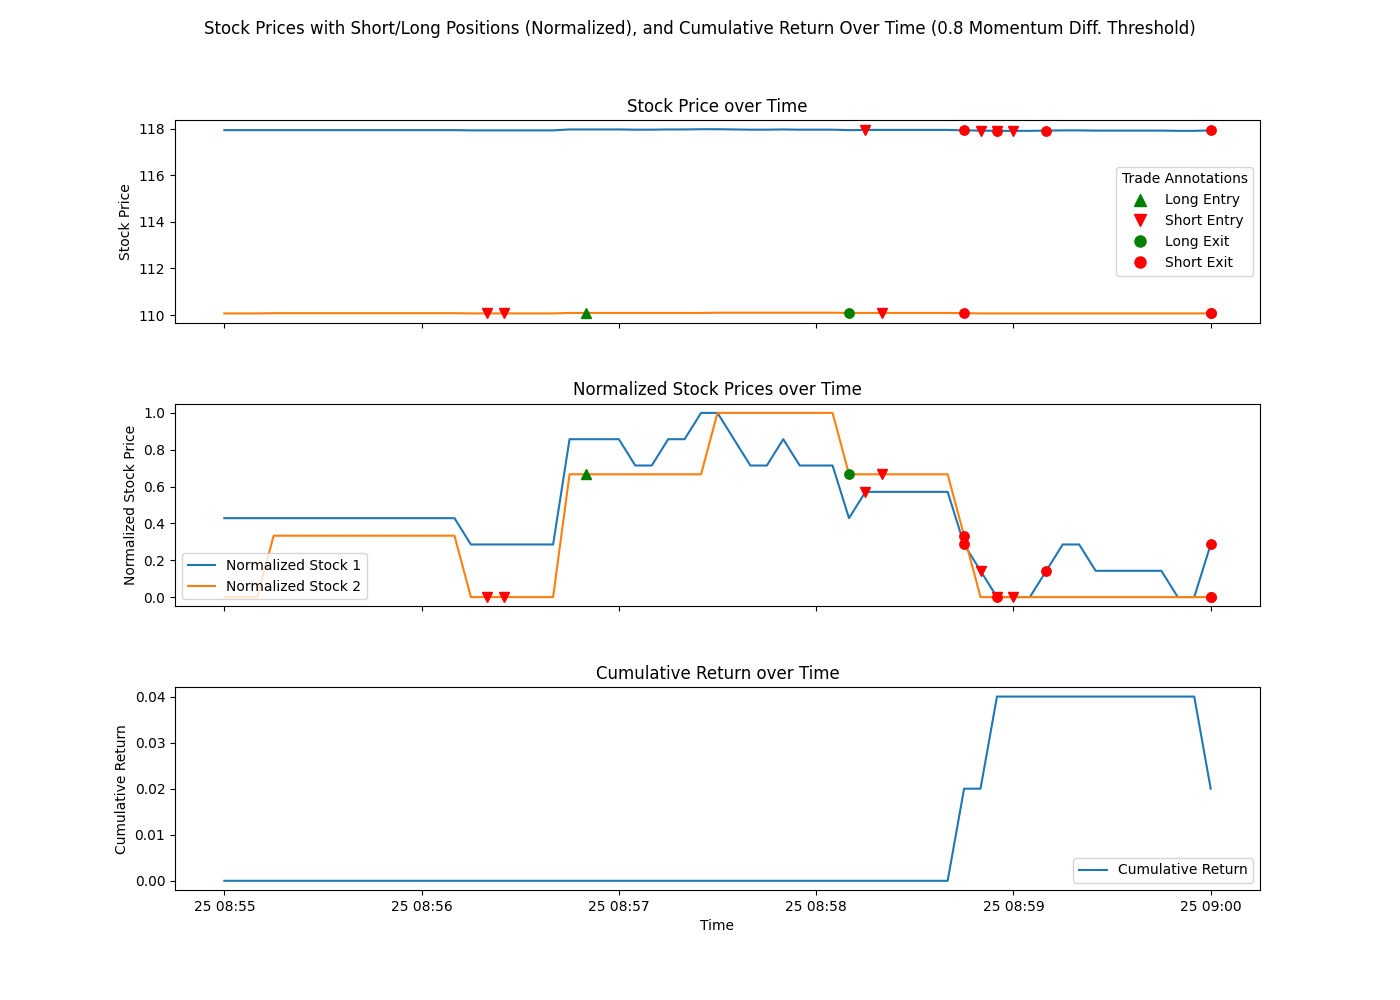 Stock Prices with Short/Long Positions (Normalized), and Cumulative Return Over Time (0.8 Momentum Diff. Threshold)
Stock Price over Time
Stock Price
118
116
114
112
110
Trade Annotations
Long Entry
Short Entry
Long Exit
Short Exit
Normalized Stock Prices over Time
Normalized Stock Price
1.0
0.8
0.6
0.4
0.2
0.0
Normalized Stock 1
Normalized Stock 2
Cumulative Return over Time
Cumulative Return
0.04
0.03
0.02
0.01
0.00
Cumulative Return
25 08:55 25 08:56 25 08:57 25 08:58 25 08:59 25 09:00
Time